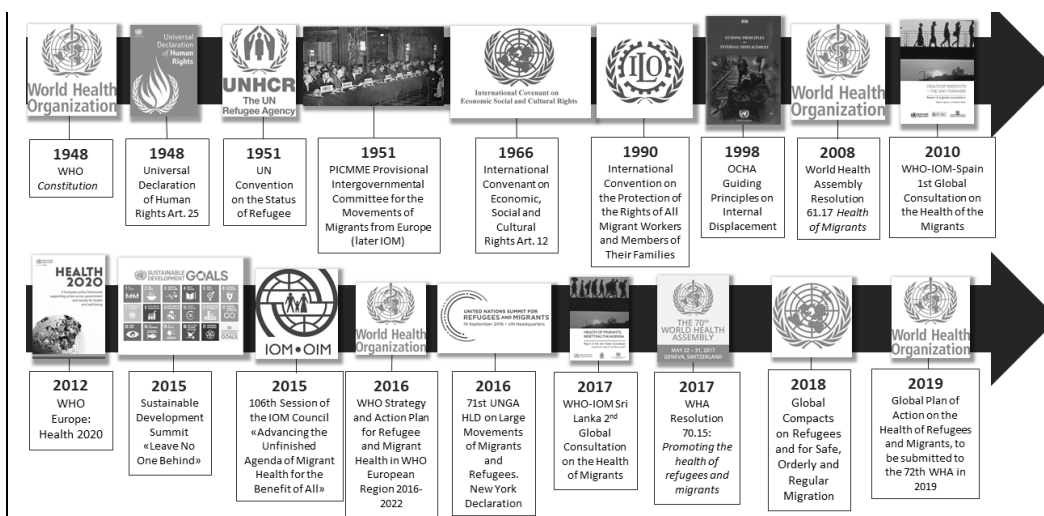 World Health
Organization
Universal
Declaration
of Human
Rights
UNHCR
The UN
Refugee Agency
International Covenant on
Economic Social and Cultural Rights
ILO
GUIDING PRINCIPLES
INTERNAL DISPLACEMENT
World Health
Organization
HEALTH OF MIGRANTS
– THE WAY FORWARD
1948
WHO
Constitution
1948
Universal
Declaration
of Human
Rights Art. 25
1951
UN
Convention
on the Status
of Refugee
1951
PICMME Provisional
Intergovernmental
Committee for the
Movements of
Migrants from Europe
(later IOM)
1966
International
Convenant on
Economic,
Social and
Cultural
Rights Art. 12
1990
International
Convention on
the Protection of
the Rights of All
Migrant Workers
and Members of
Their Families
1998
OCHA
Guiding
Principles on
Internal
Displacement
2008
World Health
Assembly
Resolution
61.17 Health
of Migrants
2010
WHO-IOM-Spain
1st Global
Consultation on
the Health of the
Migrants
HEALTH
2020
SUSTAINABLE
DEVELOPMENT
GOALS
IOM•OIM
World Health
Organization
UNITED NATIONS SUMMIT FOR
REFUGEES AND MIGRANTS
19 September 2016 • UN Headquarters
HEALTH OF MIGRANTS
RESETTING THE AGENDA
THE 70th
WORLD HEALTH
ASSEMBLY
MAY 22 – 31, 2017
GENEVA, SWITZERLAND
World Health
Organization
2012
WHO
Europe:
Health 2020
2015
Sustainable
Development
Summit
«Leave No
One Behind»
2015
106th Session of
the IOM Council
«Advancing the
Unfinished
Agenda of Migrant
Health for the
Benefit of All»
2016
WHO Strategy
and Action Plan
for Refugee
and Migrant
Health in WHO
European
Region 2016-
2022
2016
71st UNGA
HLD on Large
Movements of
Migrants
and
Refugees.
New York
Declaration
2017
WHO-IOM Sri
Lanka 2nd
Global
Consultation
on the Health
of Migrants
2017
WHA
Resolution
70.15:
Promoting the
health of
refugees and
migrants
2018
Global
Compacts
on Refugees
and for Safe,
Orderly and
Regular
Migration
2019
Global Plan of
Action on the
Health of Refugees
and Migrants, to
be submitted to
the 72th WHA in
2019